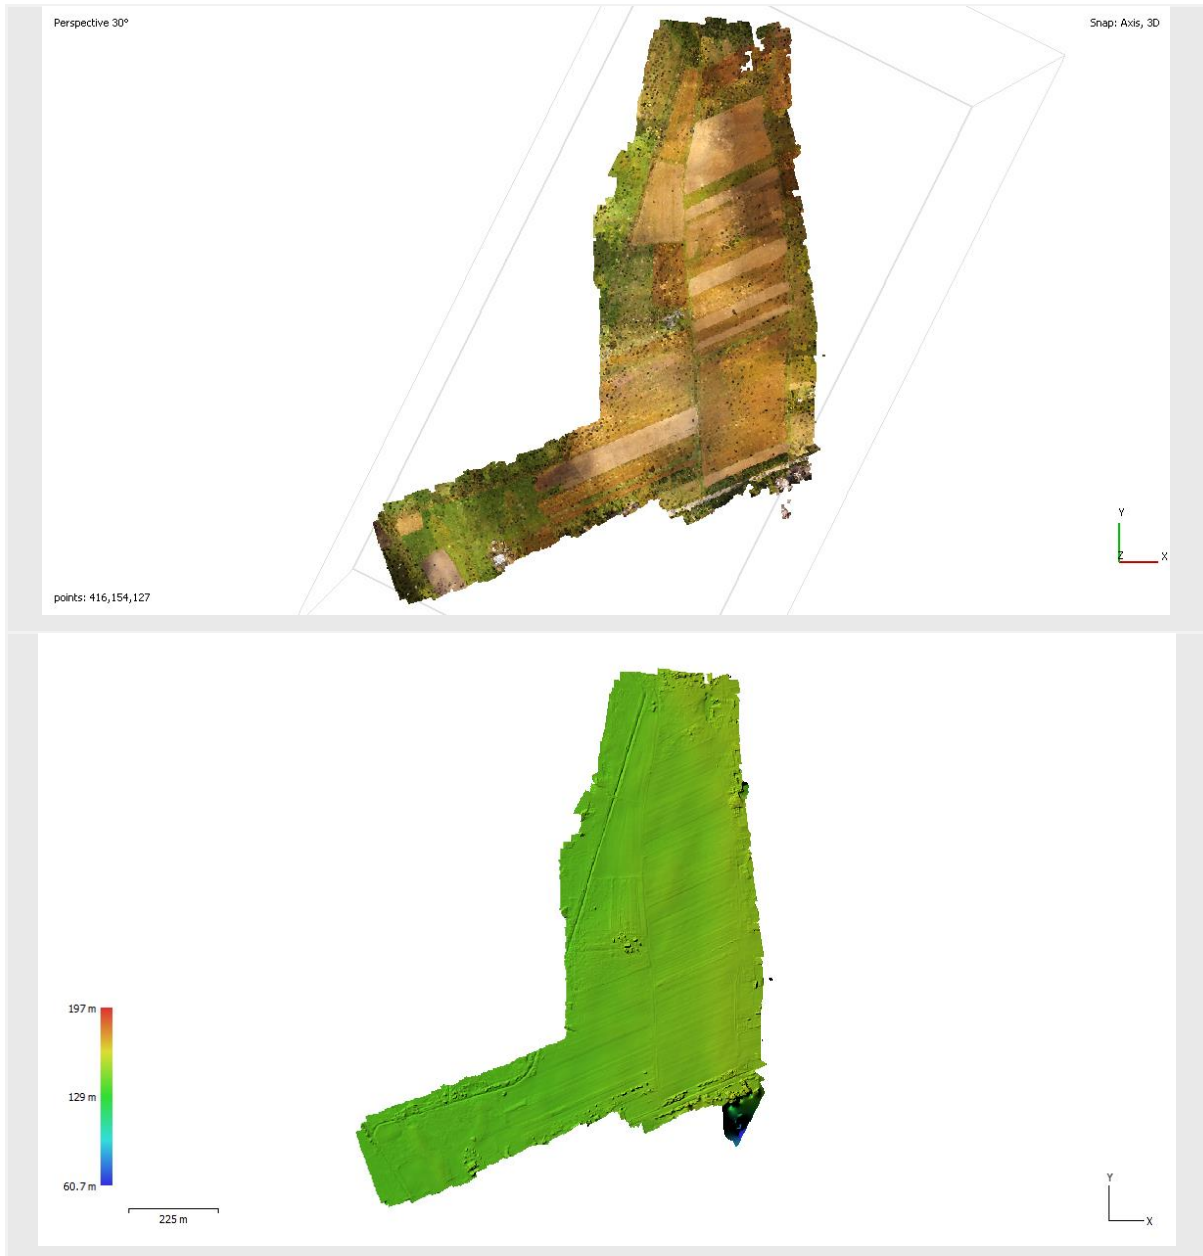 Perspective 30°
Snap: Axis, 3D
Y
Z
X
points: 416,154,127
197 m
129 m
60.7 m
225 m
Y
X